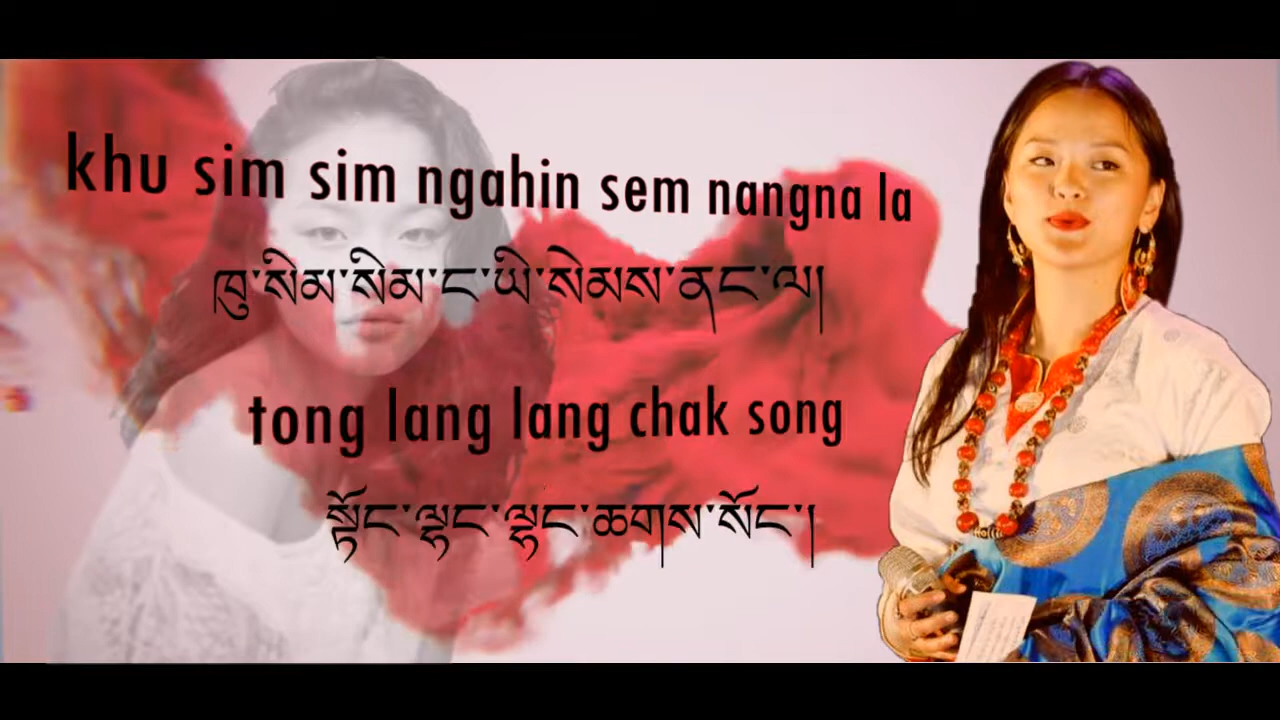 khu sim sim ngahin sem nangna la
ཁུ་སིམ་སིམ་ང་ཡི་སེམས་ནང་ལ།
tong lang lang chak song
སྟོང་ལྷང་ལྷང་ཆགས་སོང་།